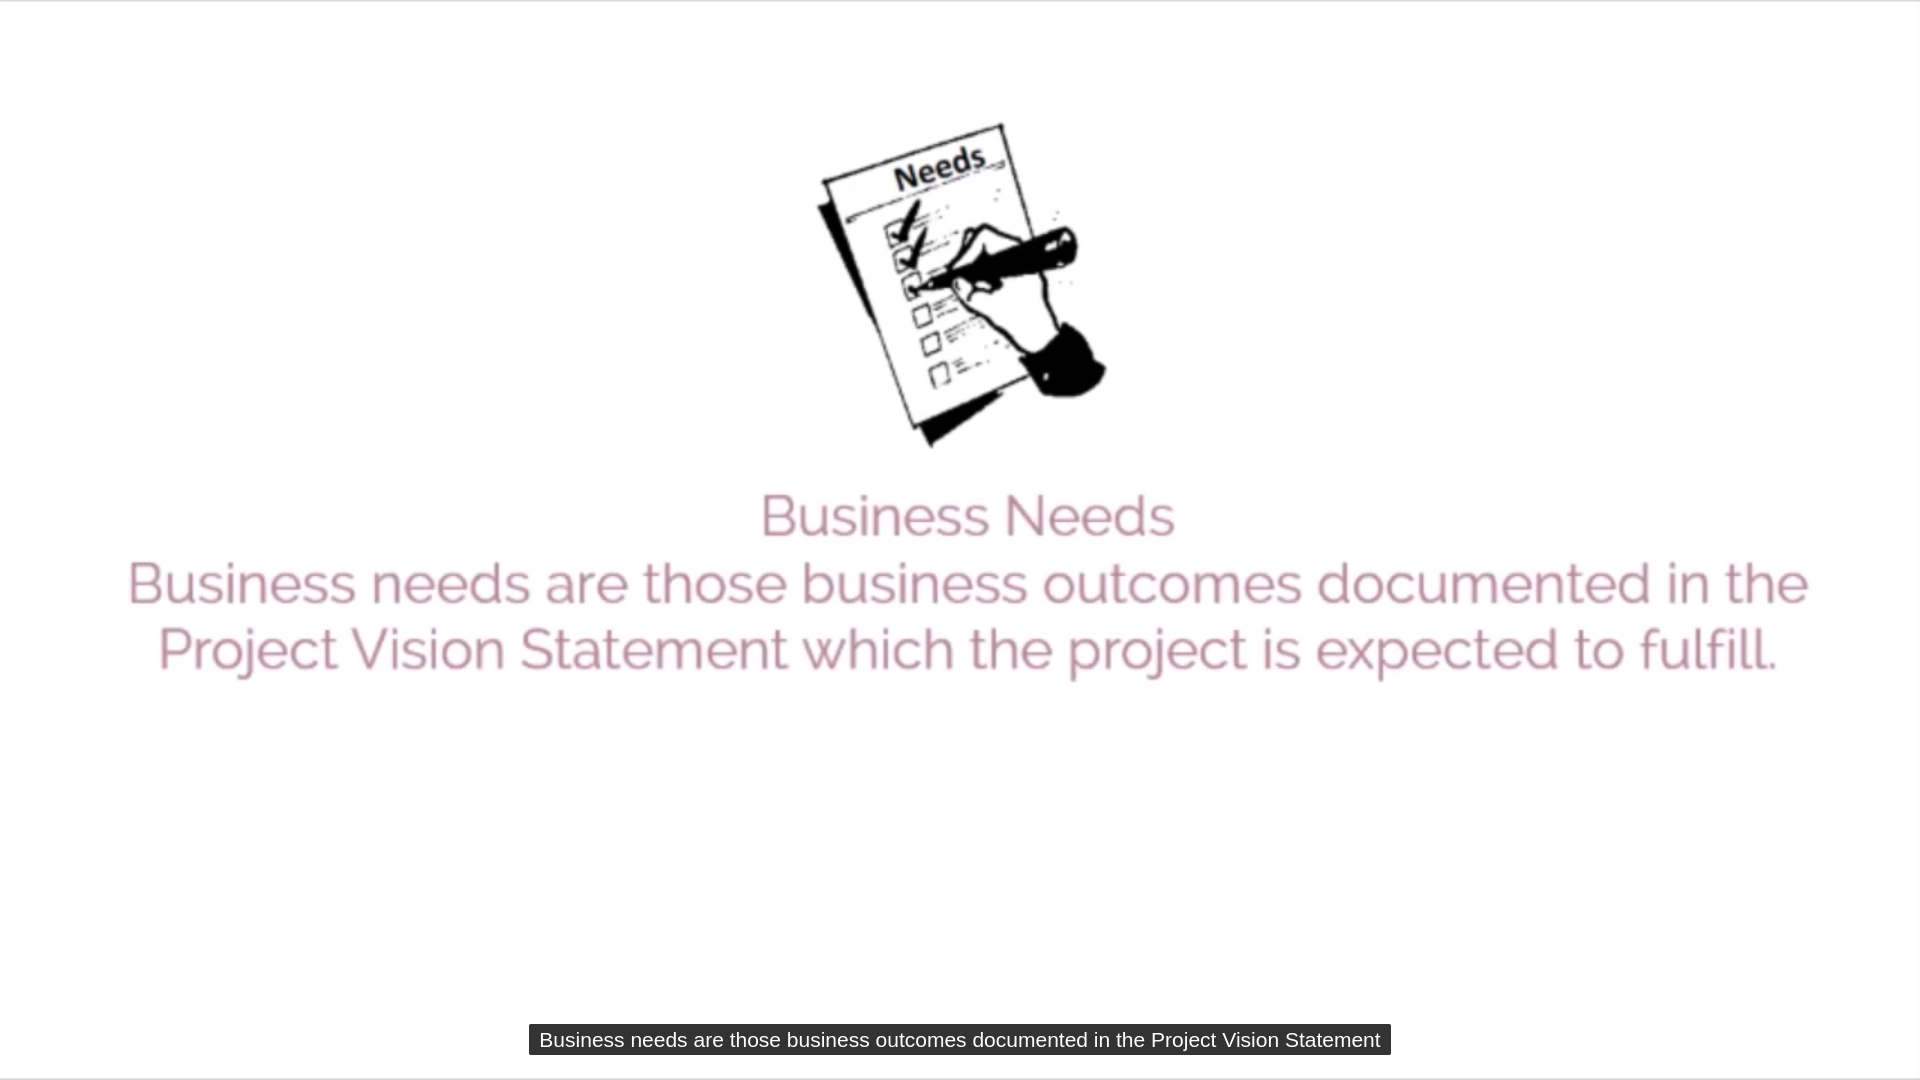 Needs
Business Needs
Business needs are those business outcomes documented in the
Project Vision Statement which the project is expected to fulfill.
Business needs are those business outcomes documented in the Project Vision Statement